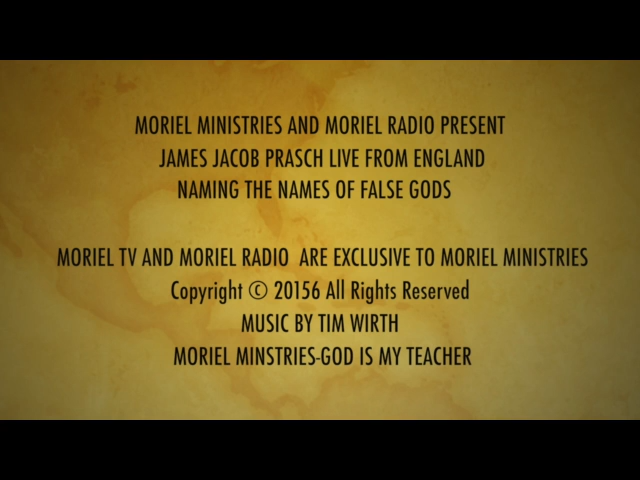 MORIEL MINISTRIES AND MORIEL RADIO PRESENT
JAMES JACOB PRASCH LIVE FROM ENGLAND
NAMING THE NAMES OF FALSE GODS
MORIEL TV AND MORIEL RADIO  ARE EXCLUSIVE TO MORIEL MINISTRIES
Copyright © 20156 All Rights Reserved
MUSIC BY TIM WIRTH
MORIEL MINSTRIES-GOD IS MY TEACHER